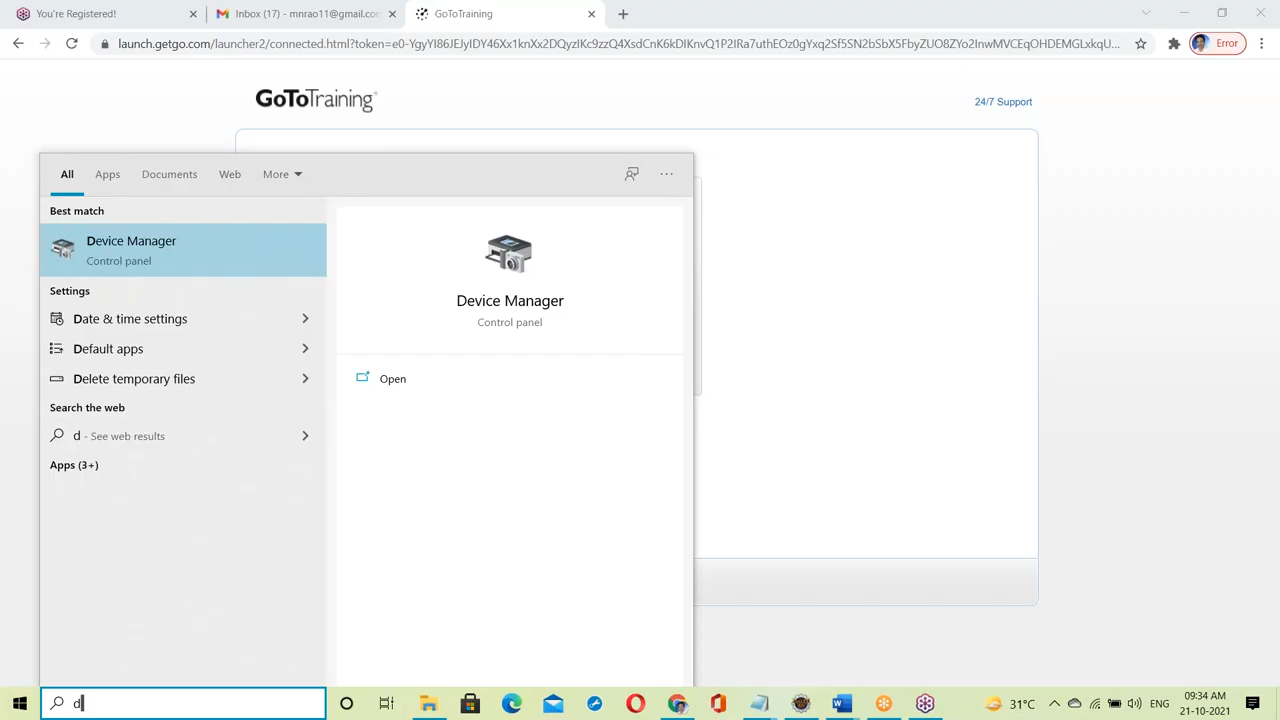 You're Registered!
Inbox (17) - mnrao11@gmail.con
GoToTraining
Error
GoToTraining
24/7 Support
All
Apps
Documents
Web
More
Best match
Device Manager
Control panel
Settings
Date & time settings
Default apps
Delete temporary files
Search the web
d - See web results
Apps (3+)
Device Manager
Control panel
Open
d
31°C
ENG
09:34 AM
21-10-2021